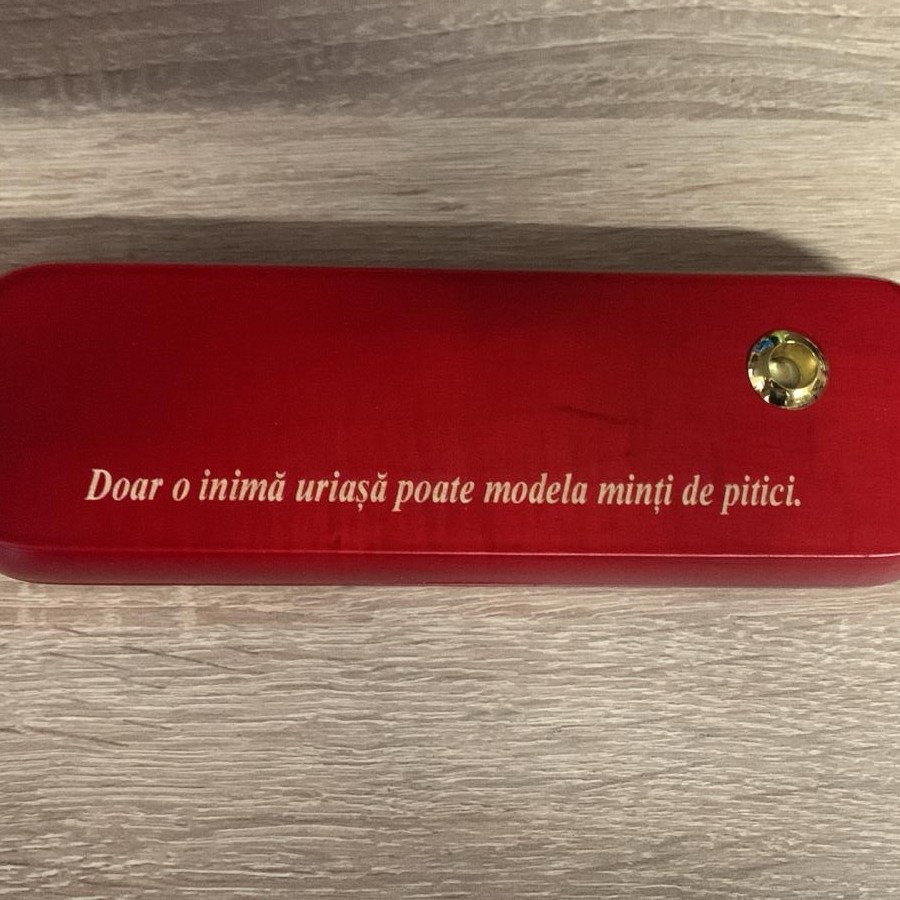 Doar o inimă uriașă poate modela minți de pitici.